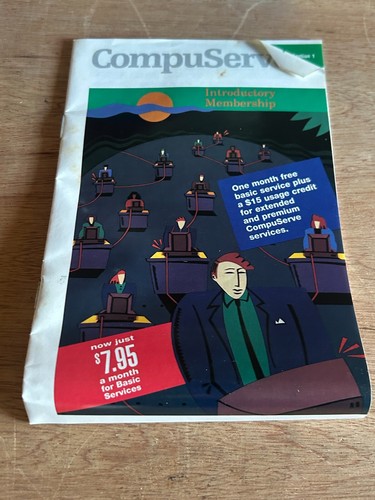 CompuServe
Introductory
Membership
One month free
basic service plus
a $15 usage credit
for extended
and premium
CompuServe
services.
now just
$7.95
a month
for Basic
Services